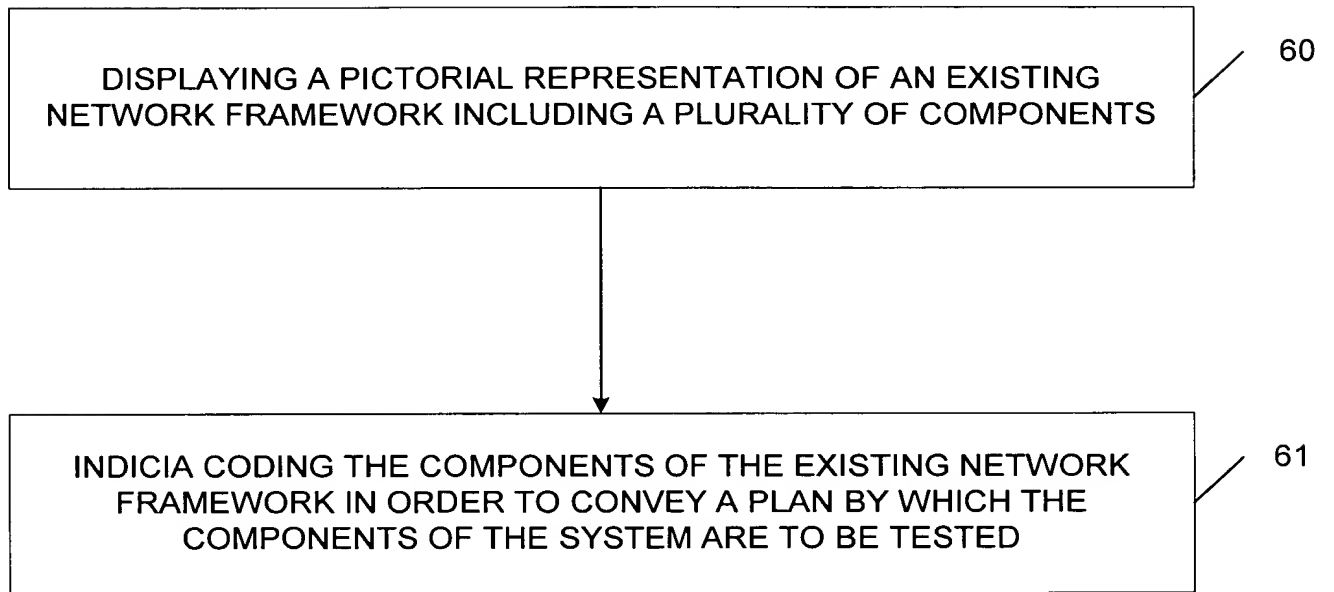 DISPLAYING A PICTORIAL REPRESENTATION OF AN EXISTING
NETWORK FRAMEWORK INCLUDING A PLURALITY OF COMPONENTS
60
INDICIA CODING THE COMPONENTS OF THE EXISTING NETWORK
FRAMEWORK IN ORDER TO CONVEY A PLAN BY WHICH THE
COMPONENTS OF THE SYSTEM ARE TO BE TESTED
61